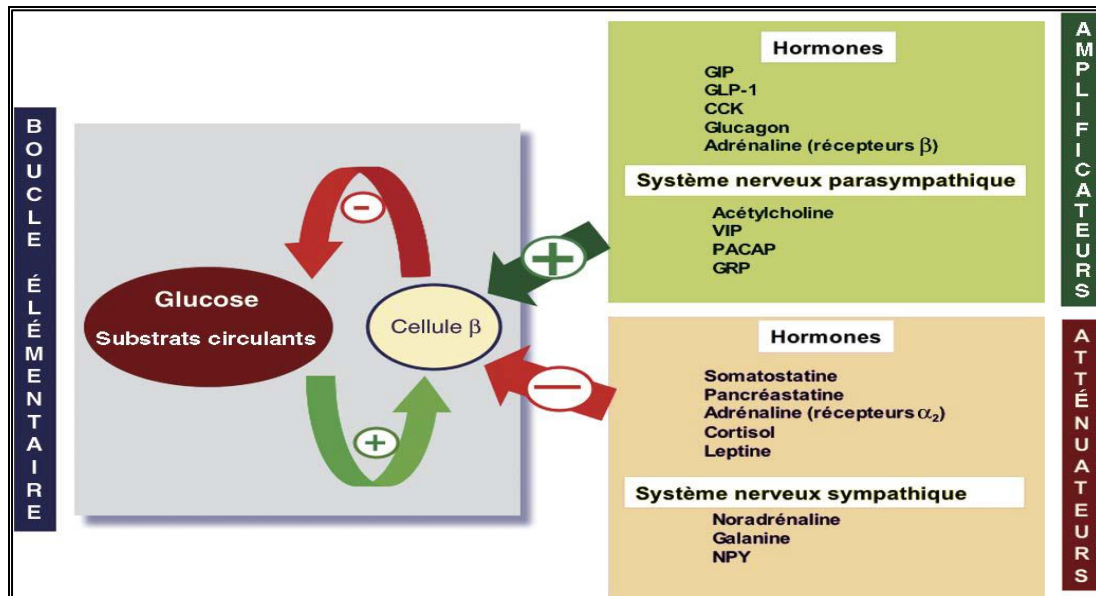 BOUCLE ÉLÉMENTAIRE
Glucose
Substrats circulants
Cellule β
-
+
+
–
Hormones
GIP
GLP-1
CCK
Glucagon
Adrénaline (récepteurs β)
Système nerveux parasympathique
Acétylcholine
VIP
PACAP
GRP
AMPLIFICATEURS
Hormones
Somatostatine
Pancréastatine
Adrénaline (récepteurs α₂)
Cortisol
Leptine
Système nerveux sympathique
Noradrénaline
Galanine
NPY
ATTÉNUATEURS